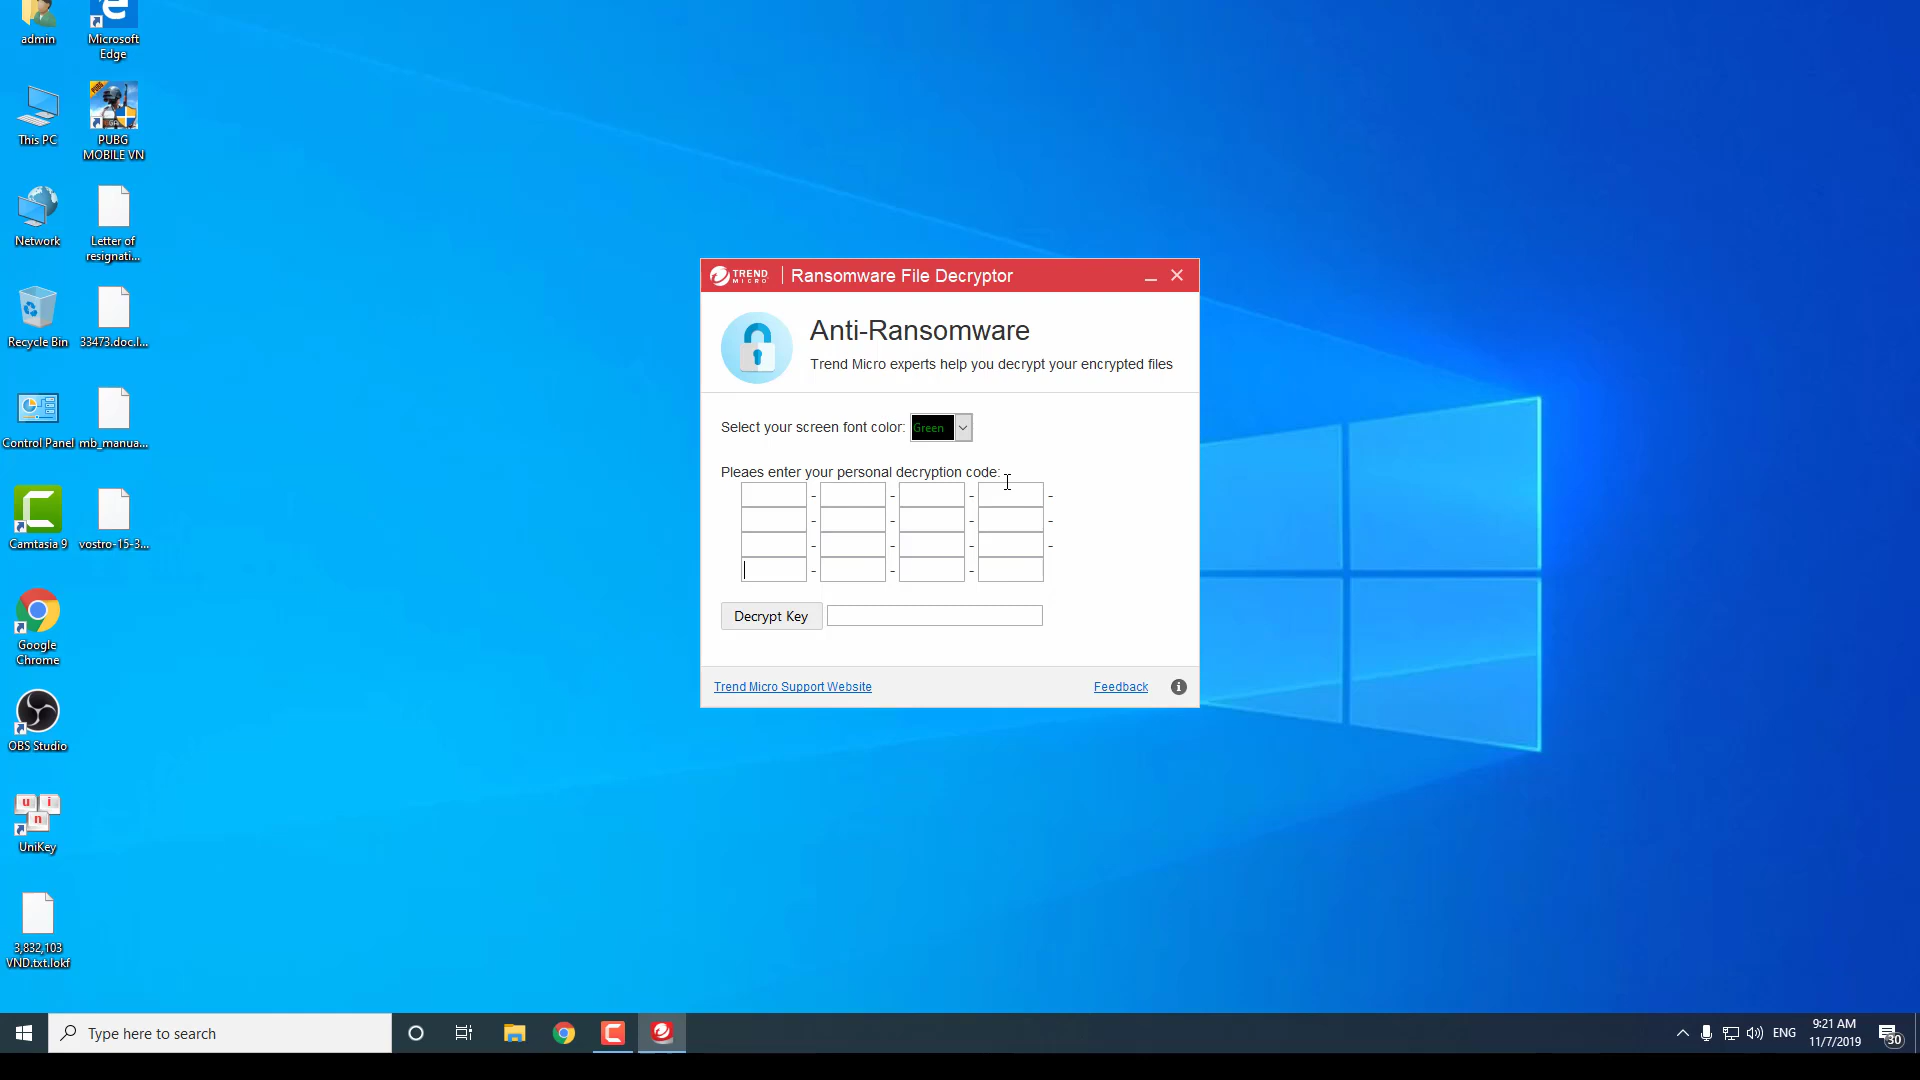 admin
Microsoft
Edge
This PC
PUBG
MOBILE VN
Network
Letter of
resignati...
Recycle Bin
33473.doc.l...
Control Panel
mb_manua...
Camtasia 9
vostro-15-3...
Google
Chrome
OBS Studio
UniKey
3,832,103
VND.txt.lokf
TREND
MICRO
Ransomware File Decryptor
Anti-Ransomware
Trend Micro experts help you decrypt your encrypted files
Select your screen font color: Green
Pleaes enter your personal decryption code:
- - - -
- - - -
- - - -
- - -
Decrypt Key
Trend Micro Support Website
Feedback
Type here to search
ENG
9:21 AM
11/7/2019
30